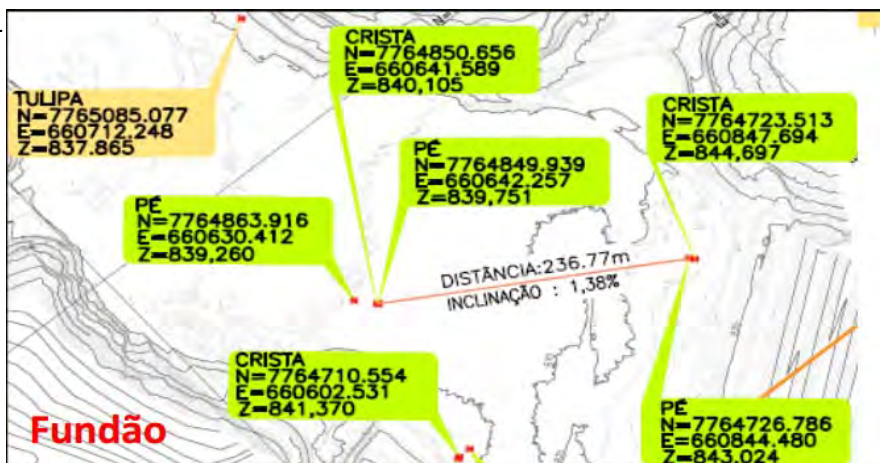 CRISTA
N=7764850.656
E=660641.589
Z=840,105
TULIPA
N=7765085.077
E=660712.248
Z=837.865
CRISTA
N=7764723.513
E=660847.694
Z=844,697
PÉ
N=7764849.939
E=660642.257
Z=839,751
PÉ
N=7764863.916
E=660630.412
Z=839,260
DISTÂNCIA:236.77m
INCLINAÇÃO : 1,38%
CRISTA
N=7764710.554
E=660602.531
Z=841,370
PÉ
N=7764726.786
E=660844.480
Z=843.024
Fundão